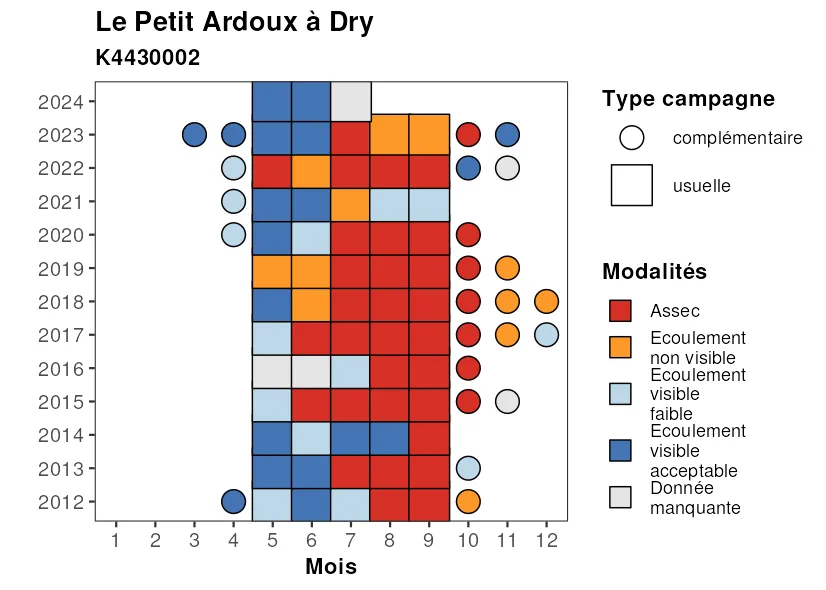 Le Petit Ardoux à Dry
K4430002
2024
2023
2022
2021
2020
2019
2018
2017
2016
2015
2014
2013
2012
1 2 3 4 5 6 7 8 9 10 11 12
Mois
Type campagne
complémentaire
usuelle
Modalités
Assec
Ecoulement
non visible
Ecoulement
visible
faible
Ecoulement
visible
acceptable
Donnée
manquante